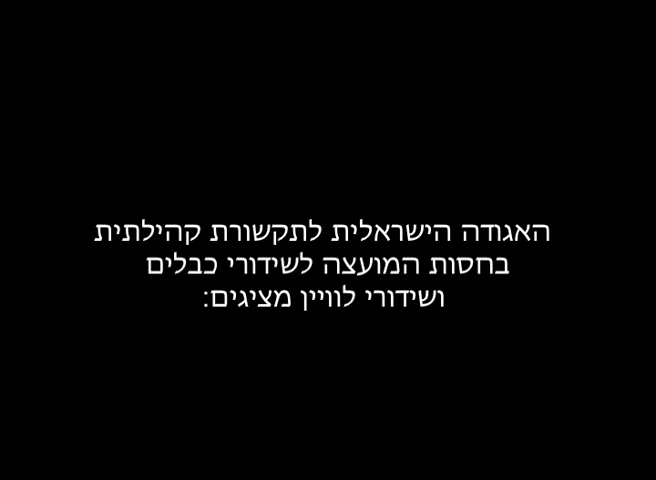 האגודה הישראלית לתקשורת קהילתית
בחסות המועצה לשידורי כבלים
ושידורי לוויין מציגים: